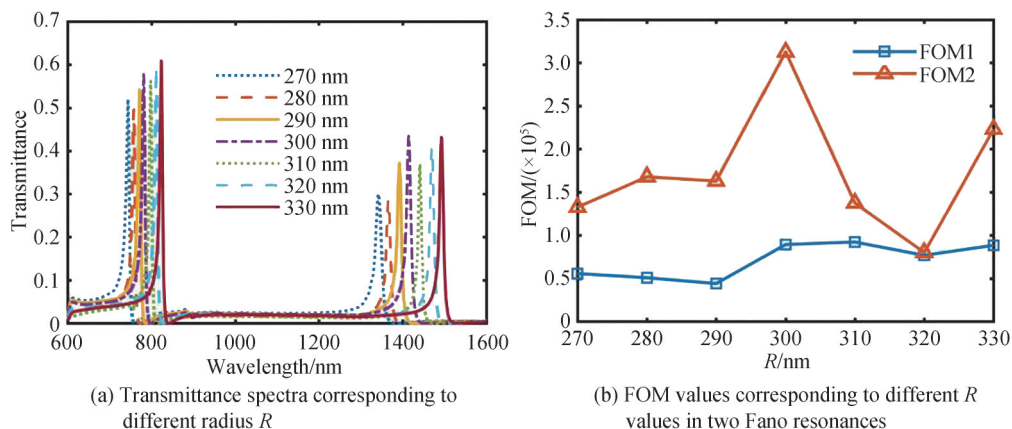 0.7
0.6
0.5
0.4
0.3
0.2
0.1
0
Transmittance
270 nm
280 nm
290 nm
300 nm
310 nm
320 nm
330 nm
600 800 1000 1200 1400 1600
Wavelength/nm
(a) Transmittance spectra corresponding to
different radius R
3.5
3.0
2.5
2.0
1.5
1.0
0.5
0
FOM/(×10⁵)
FOM1
FOM2
270 280 290 300 310 320 330
R/nm
(b) FOM values corresponding to different R
values in two Fano resonances